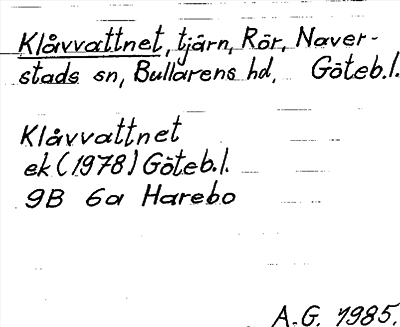 Klåvvattnet, tjärn, Rör, Naver-
stads sn, Bullarens hd, Göteb.l.
Klåvvattnet
ek (1978) Göteb.l.
9B 6a Harebo
A.G. 1985.